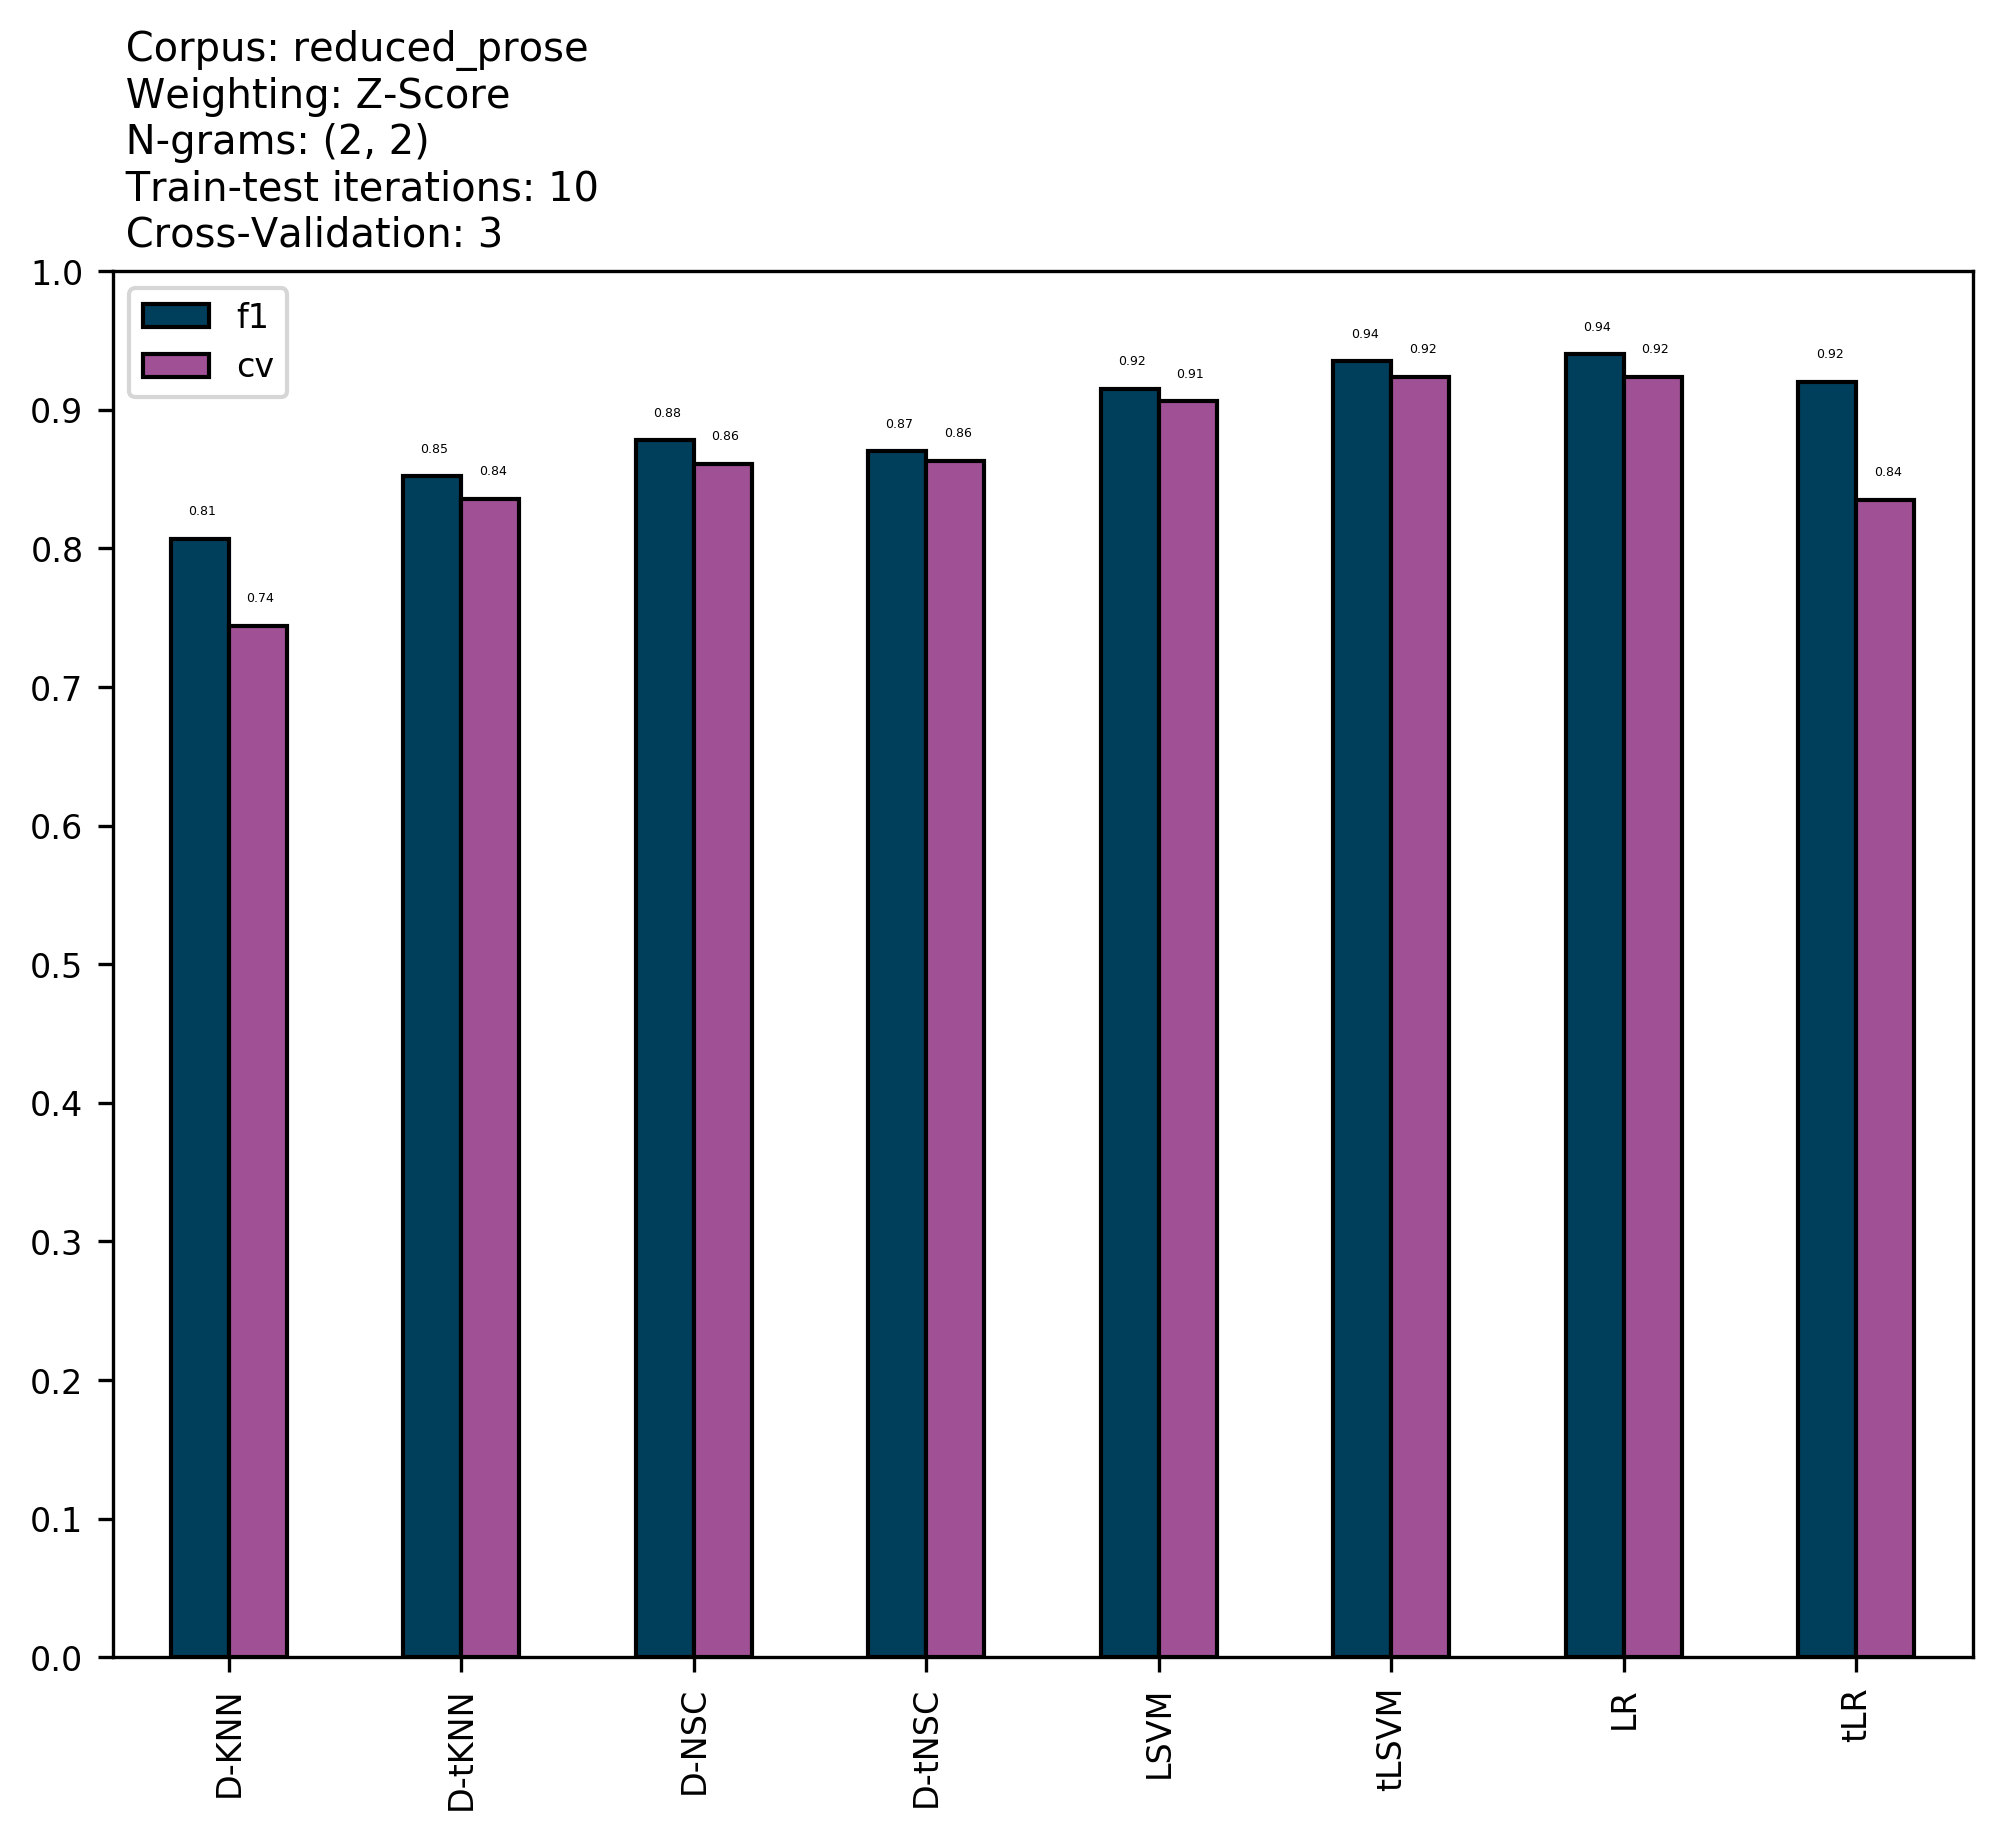 Corpus: reduced_prose
Weighting: Z-Score
N-grams: (2, 2)
Train-test iterations: 10
Cross-Validation: 3
1.0
0.9
0.8
0.7
0.6
0.5
0.4
0.3
0.2
0.1
0.0
f1
cv
0.81
0.74
0.85
0.84
0.88
0.86
0.87
0.86
0.92
0.91
0.94
0.92
0.94
0.92
0.92
0.84
D-KNN
D-tKNN
D-NSC
D-tNSC
LSVM
tLSVM
LR
tLR